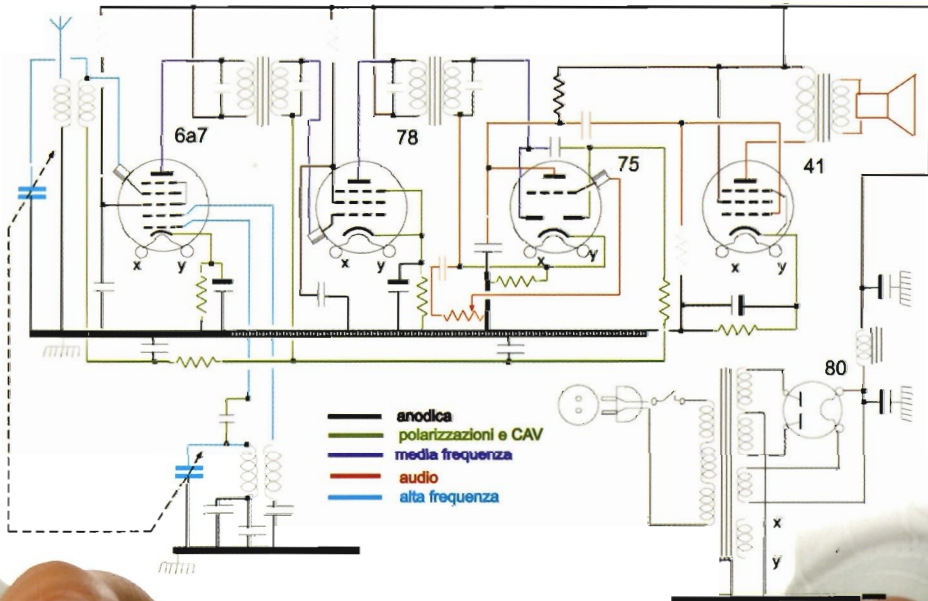 6a7
78
75
41
x y
x y
x y
x y
80
anodica
polarizzazioni e CAV
media frequenza
audio
alta frequenza
x
y